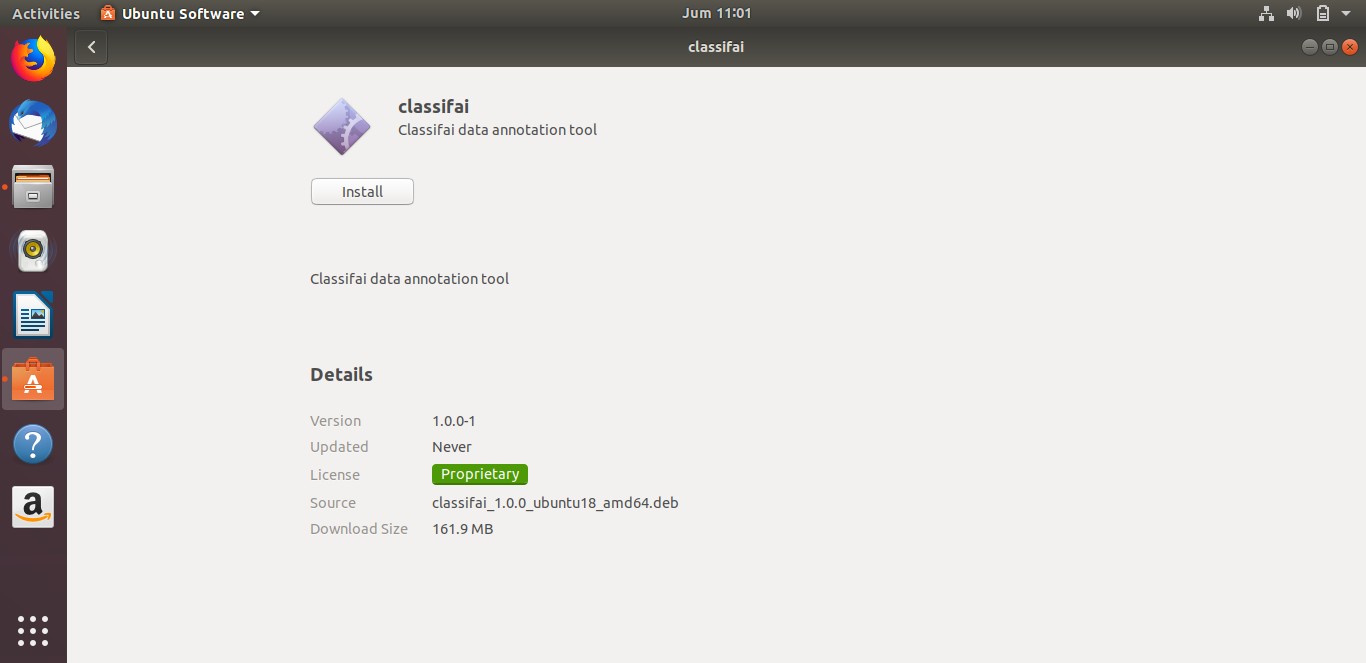 Activities
Ubuntu Software
Jum 11:01
classifai
classifai
Classifai data annotation tool
Install
Classifai data annotation tool
Details
Version 1.0.0-1
Updated Never
License Proprietary
Source classifai_1.0.0_ubuntu18_amd64.deb
Download Size 161.9 MB